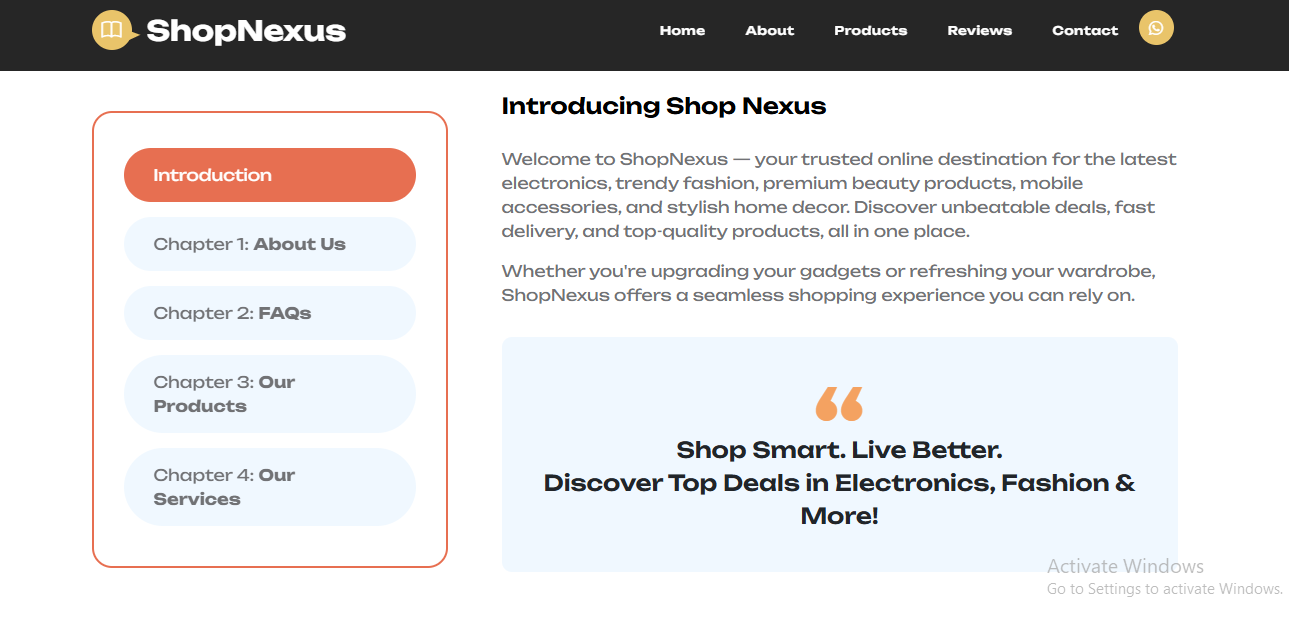 ShopNexus
Home About Products Reviews Contact
Introduction
Chapter 1: About Us
Chapter 2: FAQs
Chapter 3: Our
Products
Chapter 4: Our
Services
Introducing Shop Nexus
Welcome to ShopNexus — your trusted online destination for the latest
electronics, trendy fashion, premium beauty products, mobile
accessories, and stylish home decor. Discover unbeatable deals, fast
delivery, and top-quality products, all in one place.
Whether you're upgrading your gadgets or refreshing your wardrobe,
ShopNexus offers a seamless shopping experience you can rely on.
“
Shop Smart. Live Better.
Discover Top Deals in Electronics, Fashion &
More!
Activate Windows
Go to Settings to activate Windows.